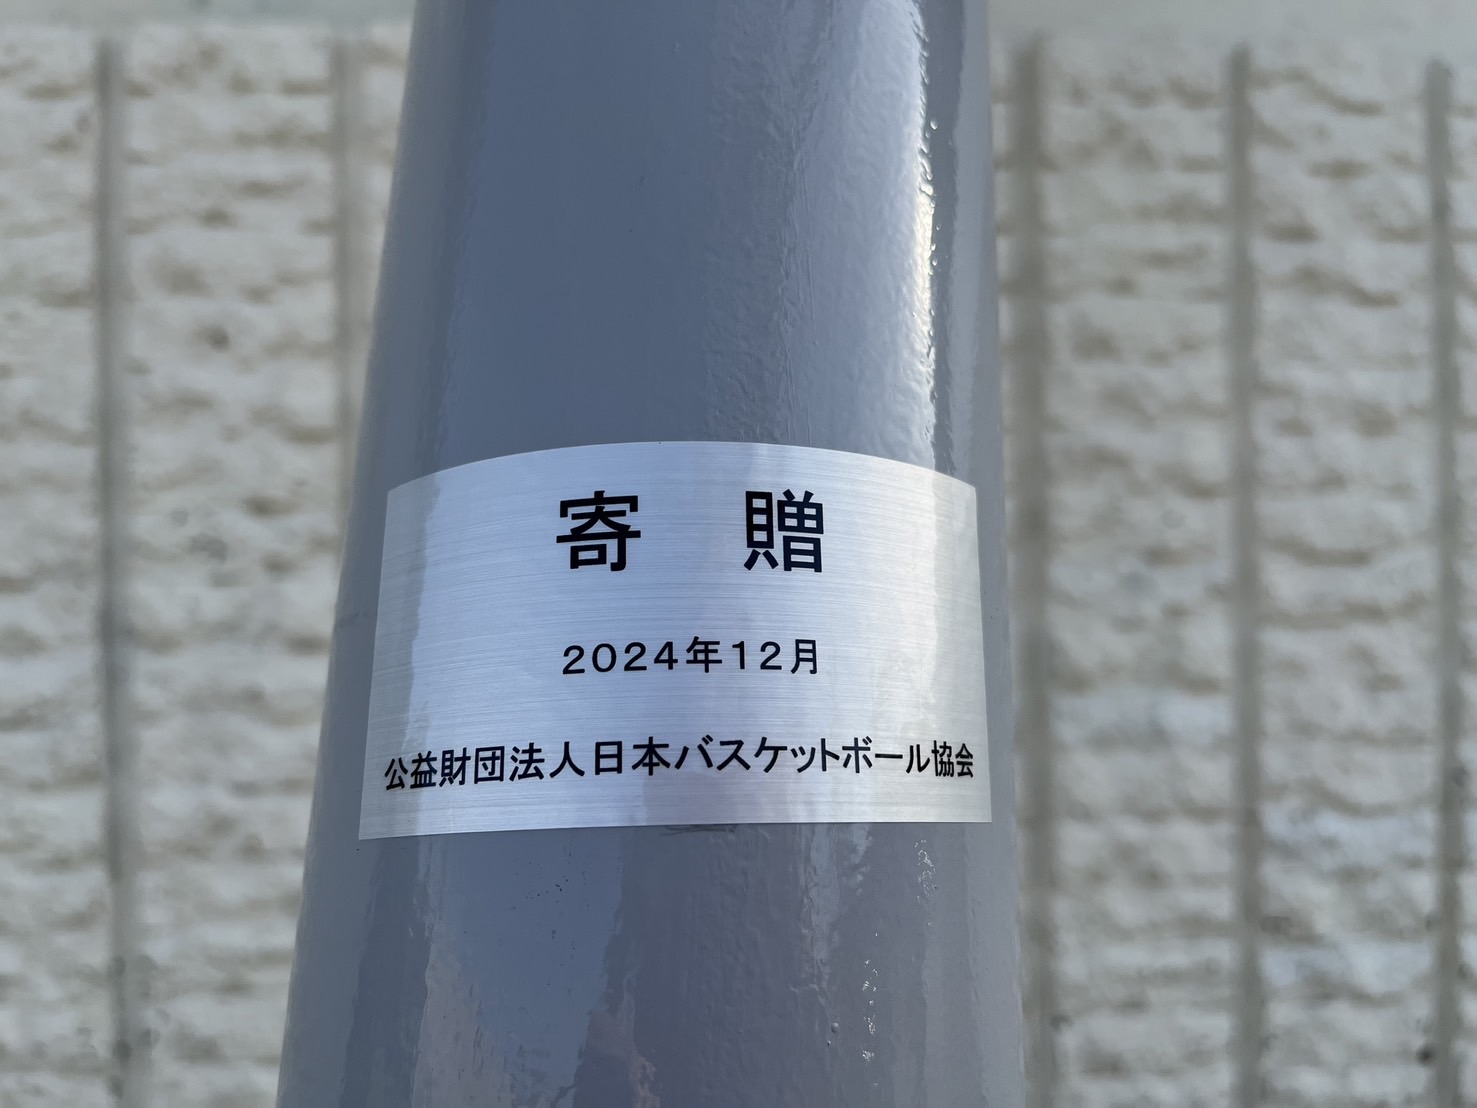 寄　贈
2024年12月
公益財団法人日本バスケットボール協会